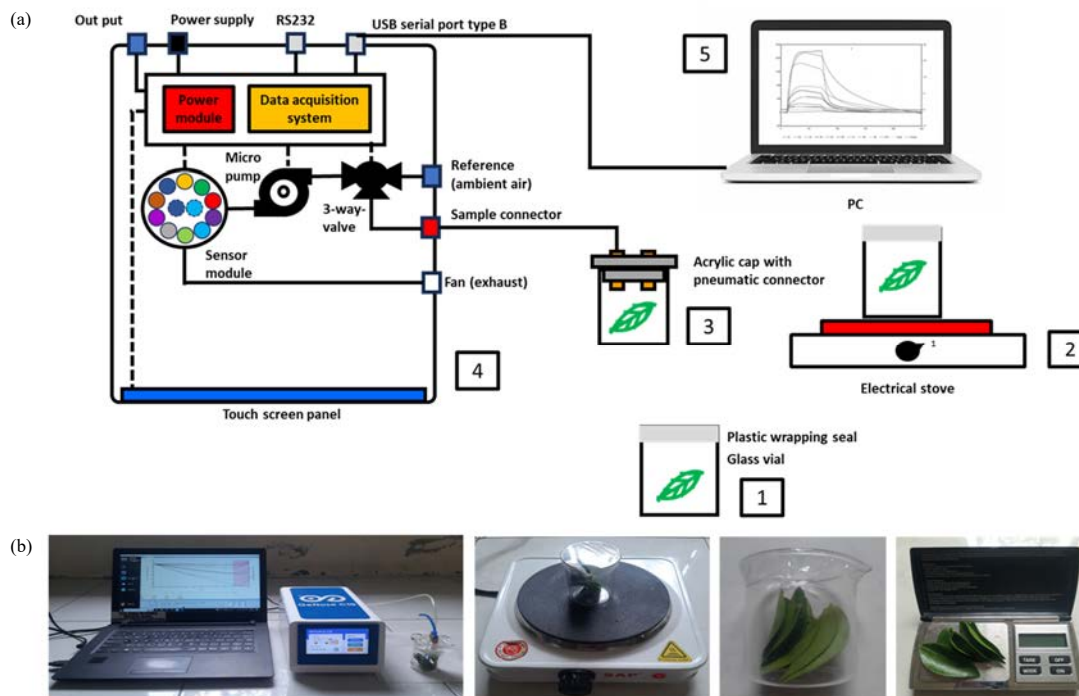 (a)
Out put
Power supply
RS232
USB serial port type B
5
Power
module
Data acquisition
system
Micro
pump
Reference
(ambient air)
3-way-
valve
Sample connector
Sensor
module
Fan (exhaust)
PC
Acrylic cap with
pneumatic connector
3
4
1
2
Electrical stove
Touch screen panel
Plastic wrapping seal
Glass vial
1
(b)